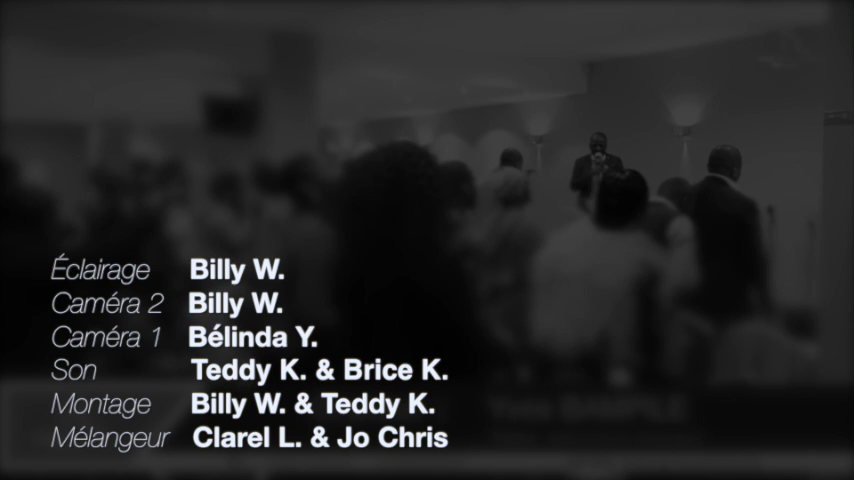 Éclairage Billy W.
Caméra 2 Billy W.
Caméra 1 Bélinda Y.
Son Teddy K. & Brice K.
Montage Billy W. & Teddy K.
Mélangeur Clarel L. & Jo Chris